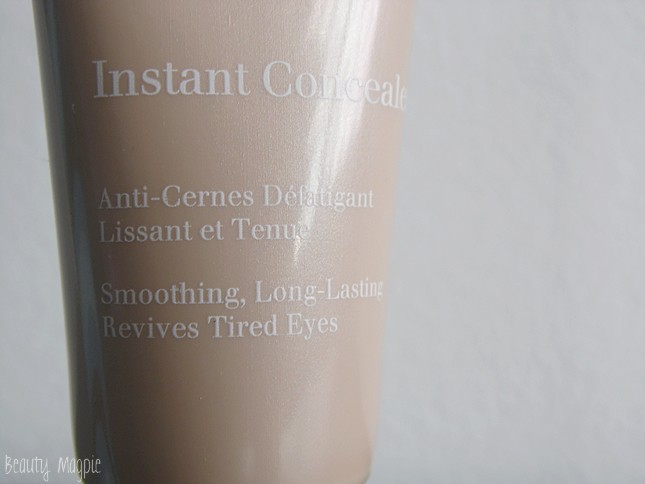 Instant Conceale
Anti-Cernes Défatigant
Lissant et Tenue
Smoothing, Long-Lasting
Revives Tired Eyes
Beauty Magpie